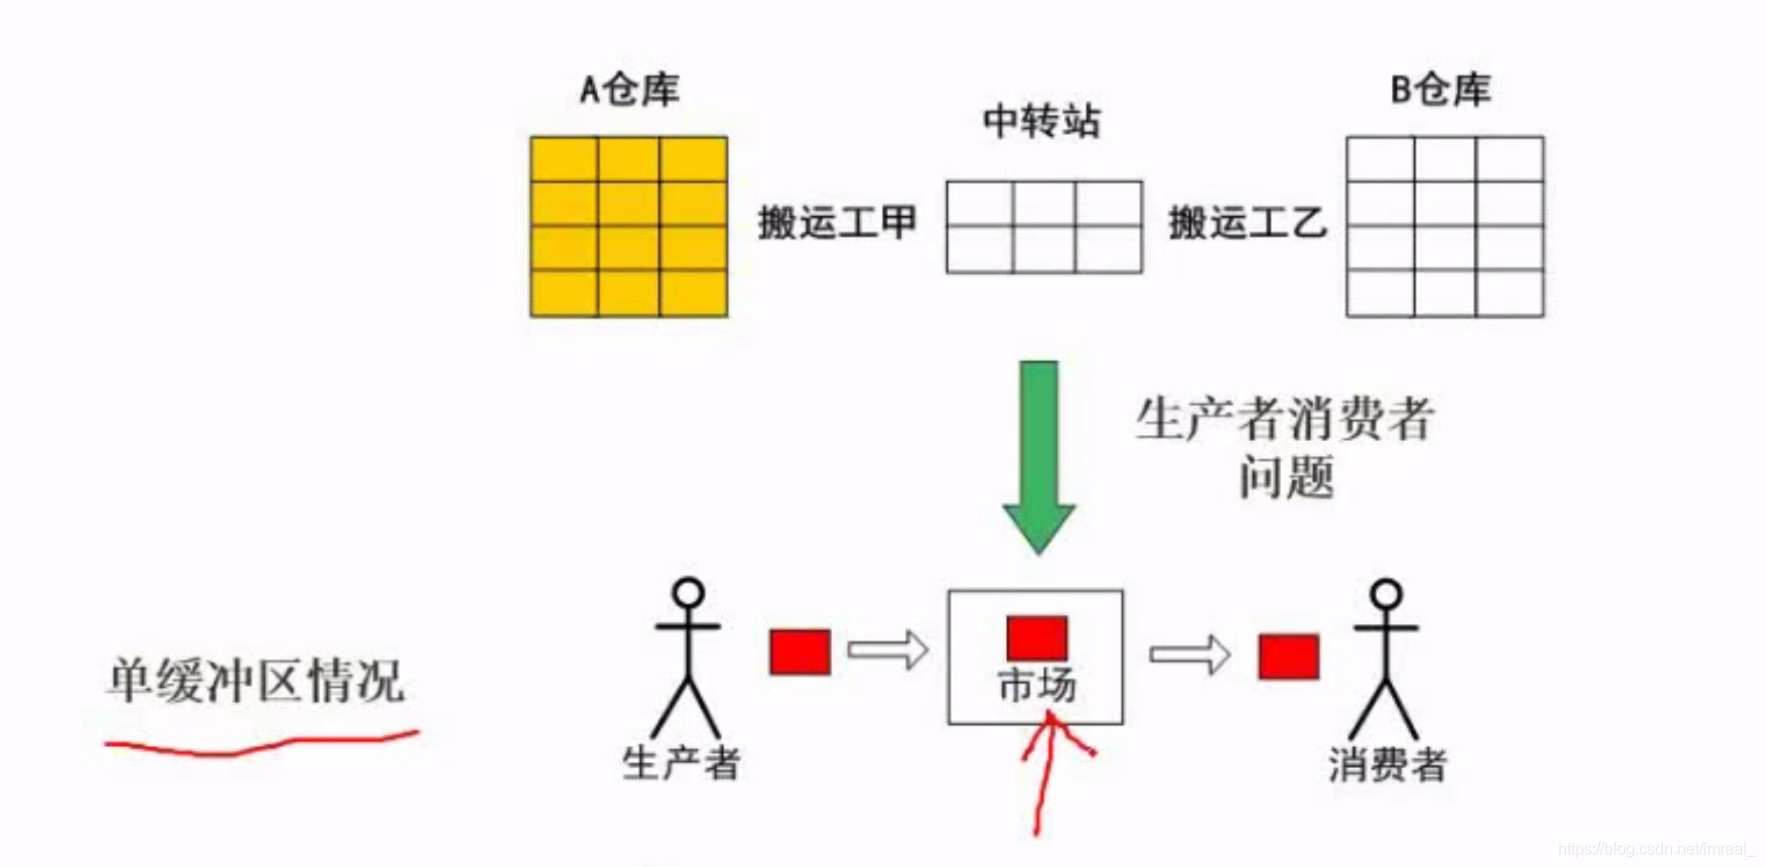 A仓库
中转站
B仓库
搬运工甲
搬运工乙
生产者消费者
问题
单缓冲区情况
市场
生产者
消费者
https://blog.csdn.net/imreal_